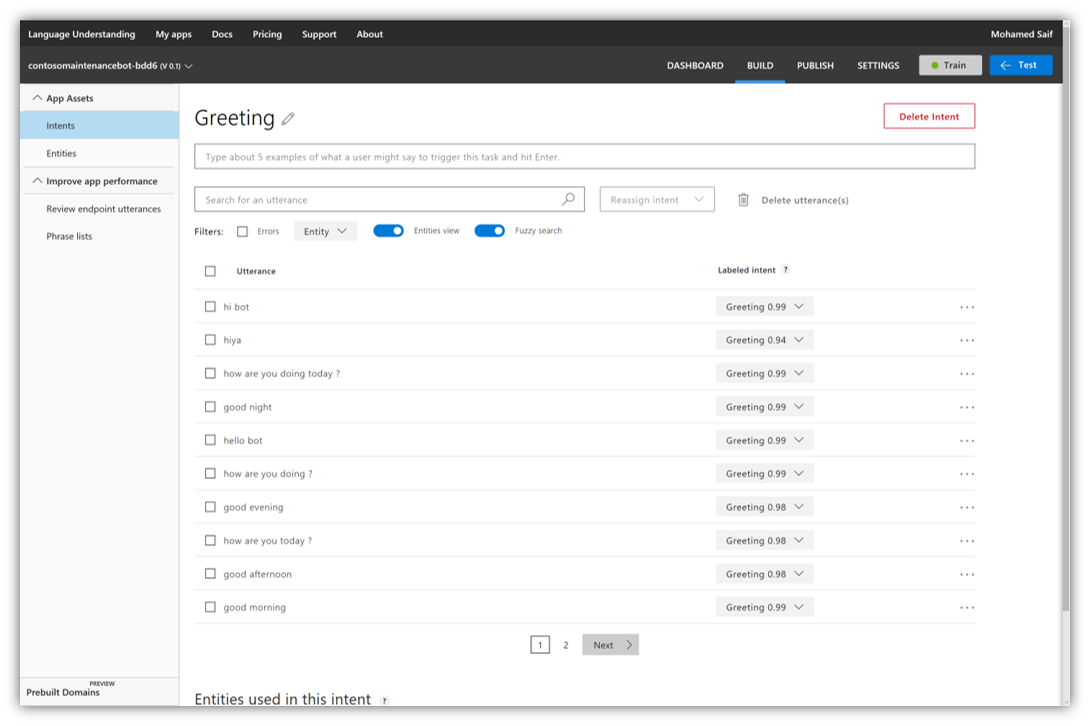 Language Understanding My apps Docs Pricing Support About Mohamed Saif
contosomaintenancebot-bdd6 (V 0.1) DASHBOARD BUILD PUBLISH SETTINGS Train Test
App Assets
Intents
Entities
Improve app performance
Review endpoint utterances
Phrase lists
PREVIEW
Prebuilt Domains
Greeting Delete Intent
Type about 5 examples of what a user might say to trigger this task and hit Enter.
Search for an utterance Reassign intent Delete utterance(s)
Filters: Errors Entity Entities view Fuzzy search
Utterance Labeled intent ?
hi bot Greeting 0.99 ...
hiya Greeting 0.94 ...
how are you doing today ? Greeting 0.99 ...
good night Greeting 0.99 ...
hello bot Greeting 0.99 ...
how are you doing ? Greeting 0.99 ...
good evening Greeting 0.98 ...
how are you today ? Greeting 0.98 ...
good afternoon Greeting 0.98 ...
good morning Greeting 0.99 ...
1 2 Next
Entities used in this intent ?